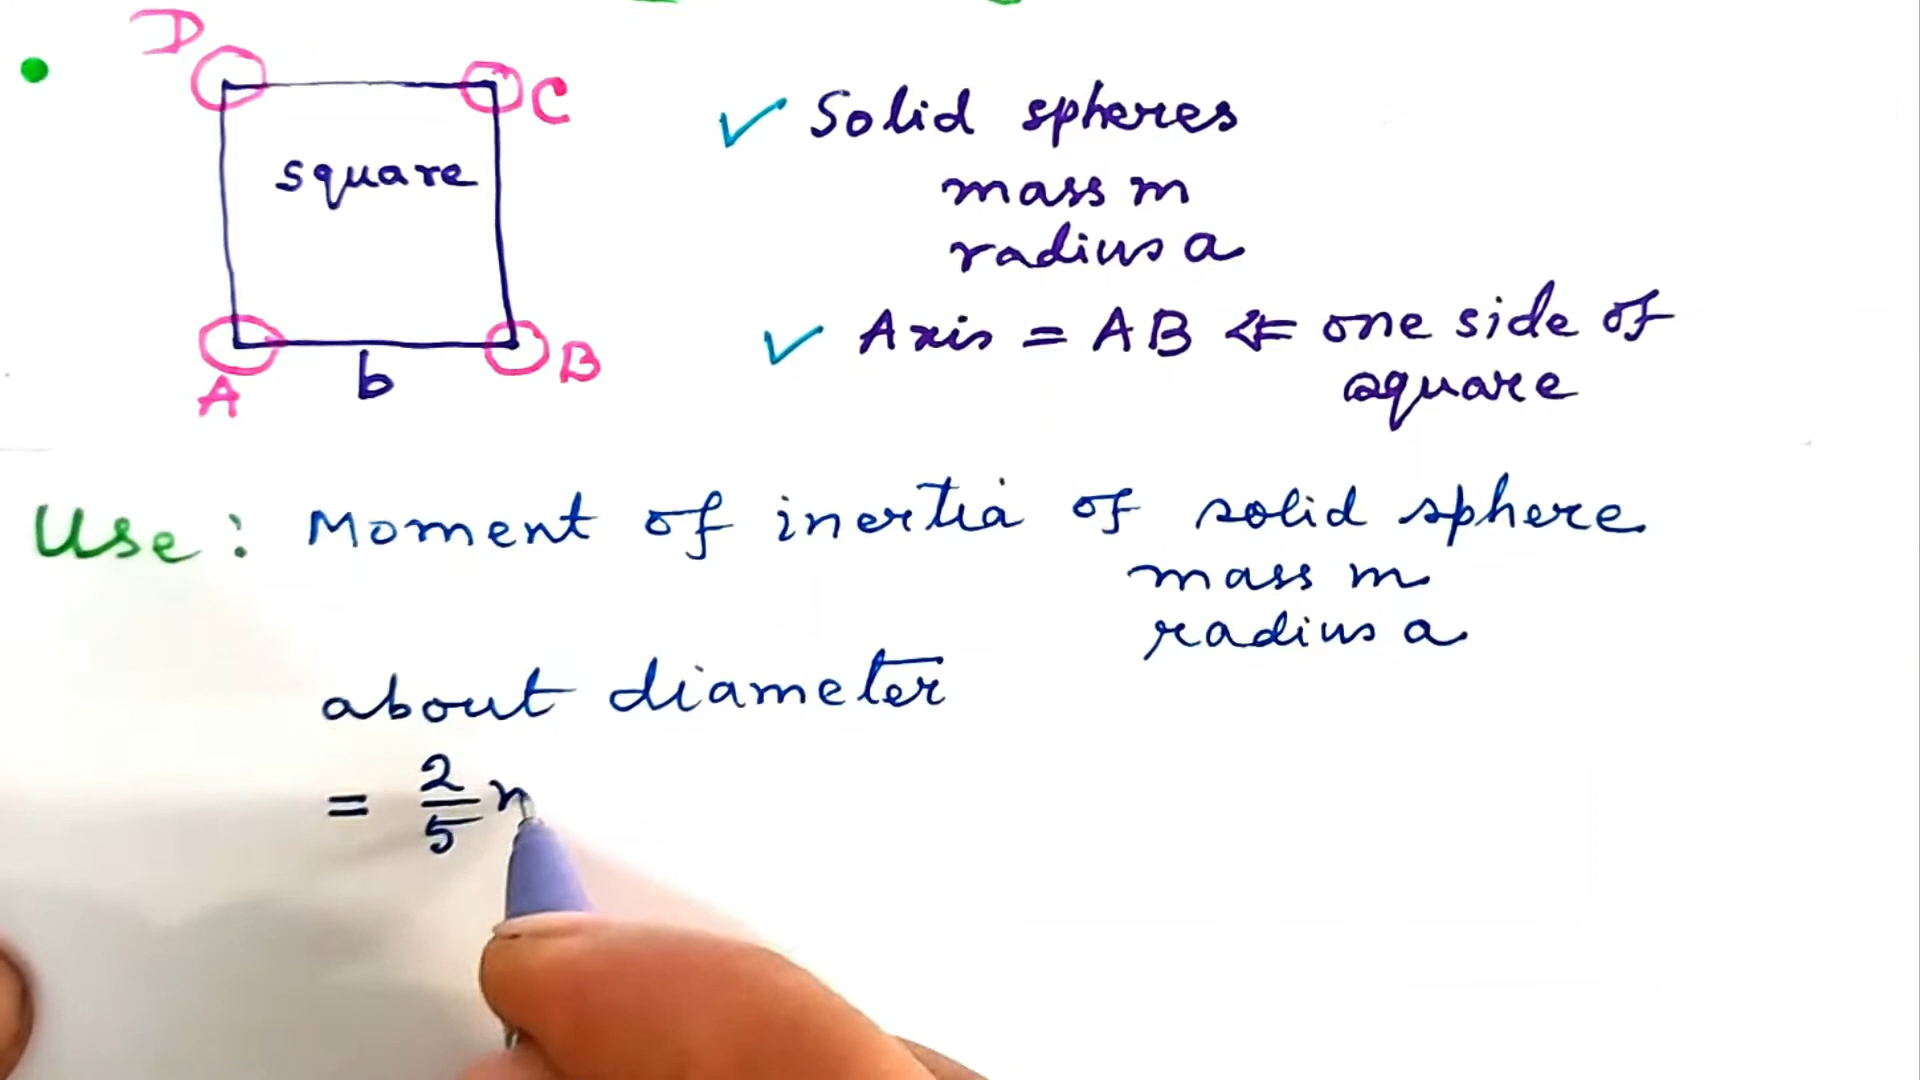 D
C
square
A
b
B
✓ Solid spheres
mass m
radius a
✓ Axis = AB ⇐ one side of
square
Use: Moment of inertia of solid sphere
mass m
radius a
about diameter
= 2/5 m